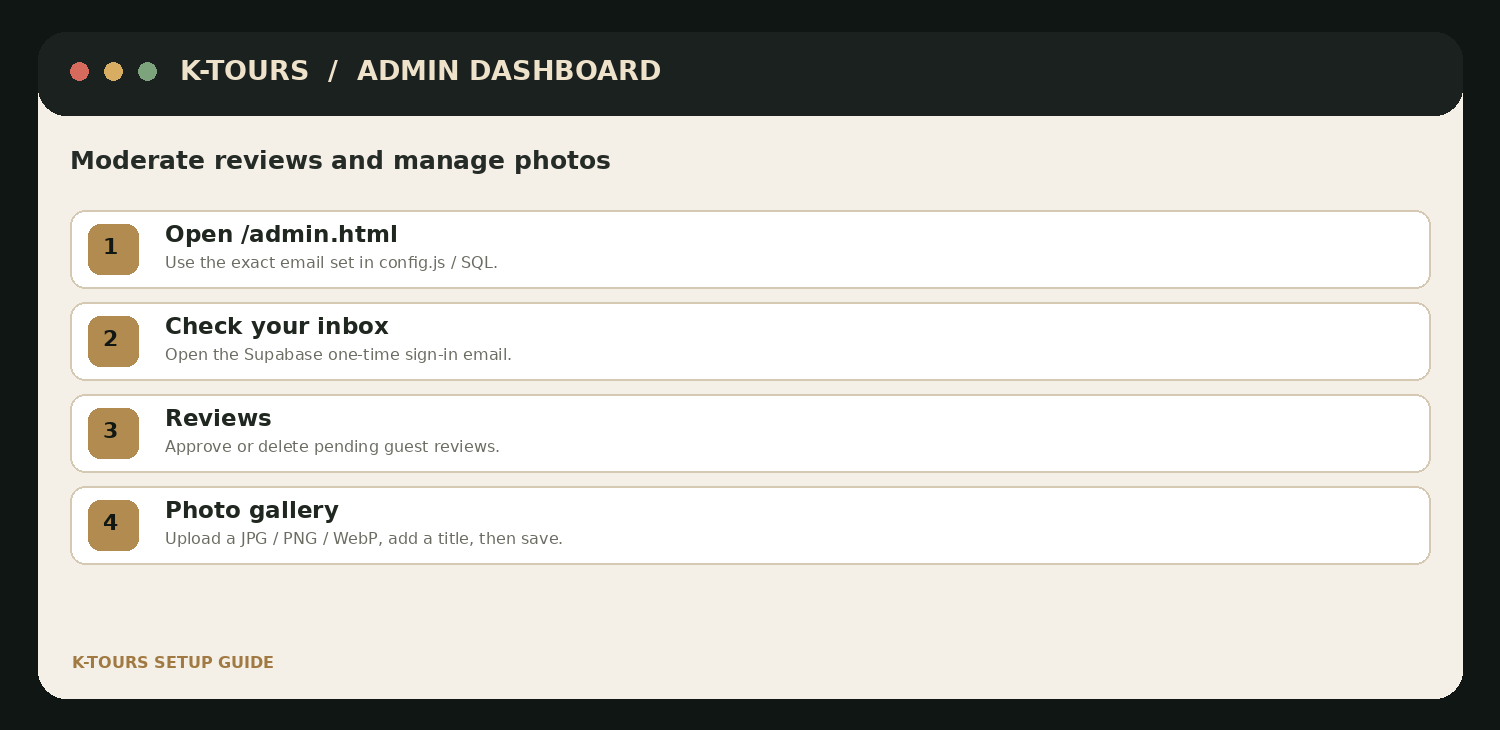 K-TOURS / ADMIN DASHBOARD
Moderate reviews and manage photos
1
Open /admin.html
Use the exact email set in config.js / SQL.
2
Check your inbox
Open the Supabase one-time sign-in email.
3
Reviews
Approve or delete pending guest reviews.
4
Photo gallery
Upload a JPG / PNG / WebP, add a title, then save.
K-TOURS SETUP GUIDE